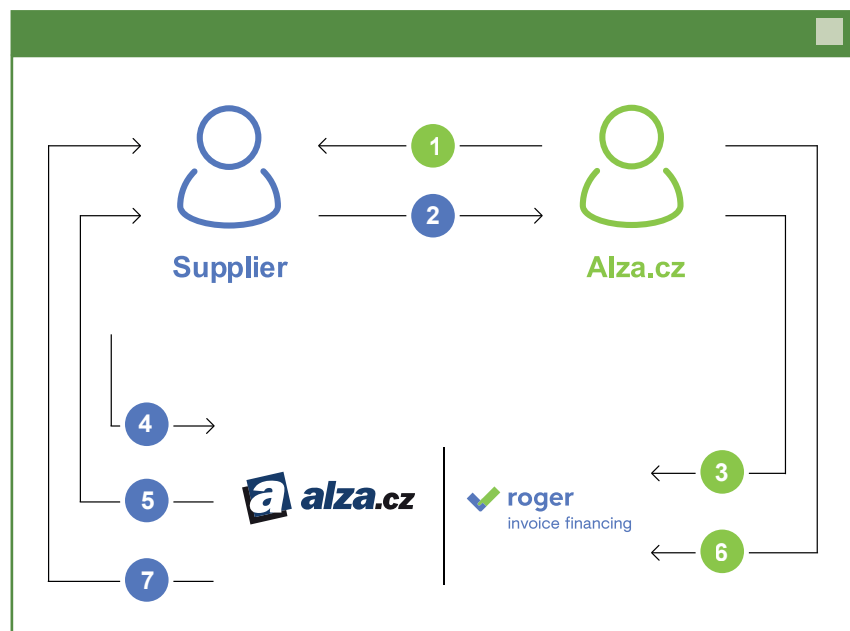 1
2
Supplier
Alza.cz
4
3
5
a alza.cz
roger
invoice financing
6
7